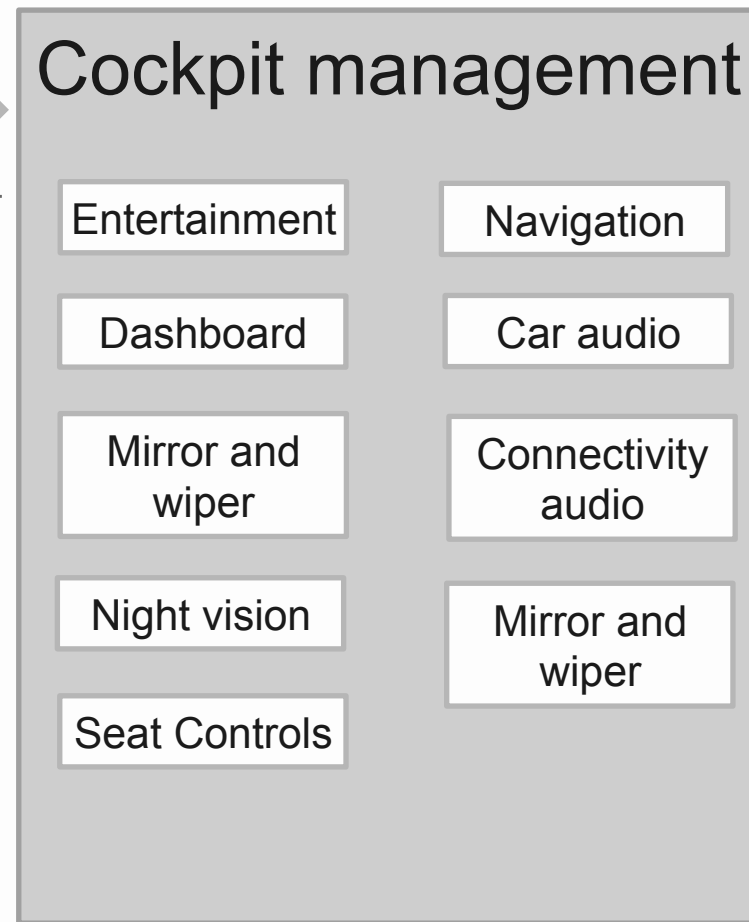 Cockpit management
Entertainment
Navigation
Dashboard
Car audio
Mirror and
wiper
Connectivity
audio
Night vision
Mirror and
wiper
Seat Controls